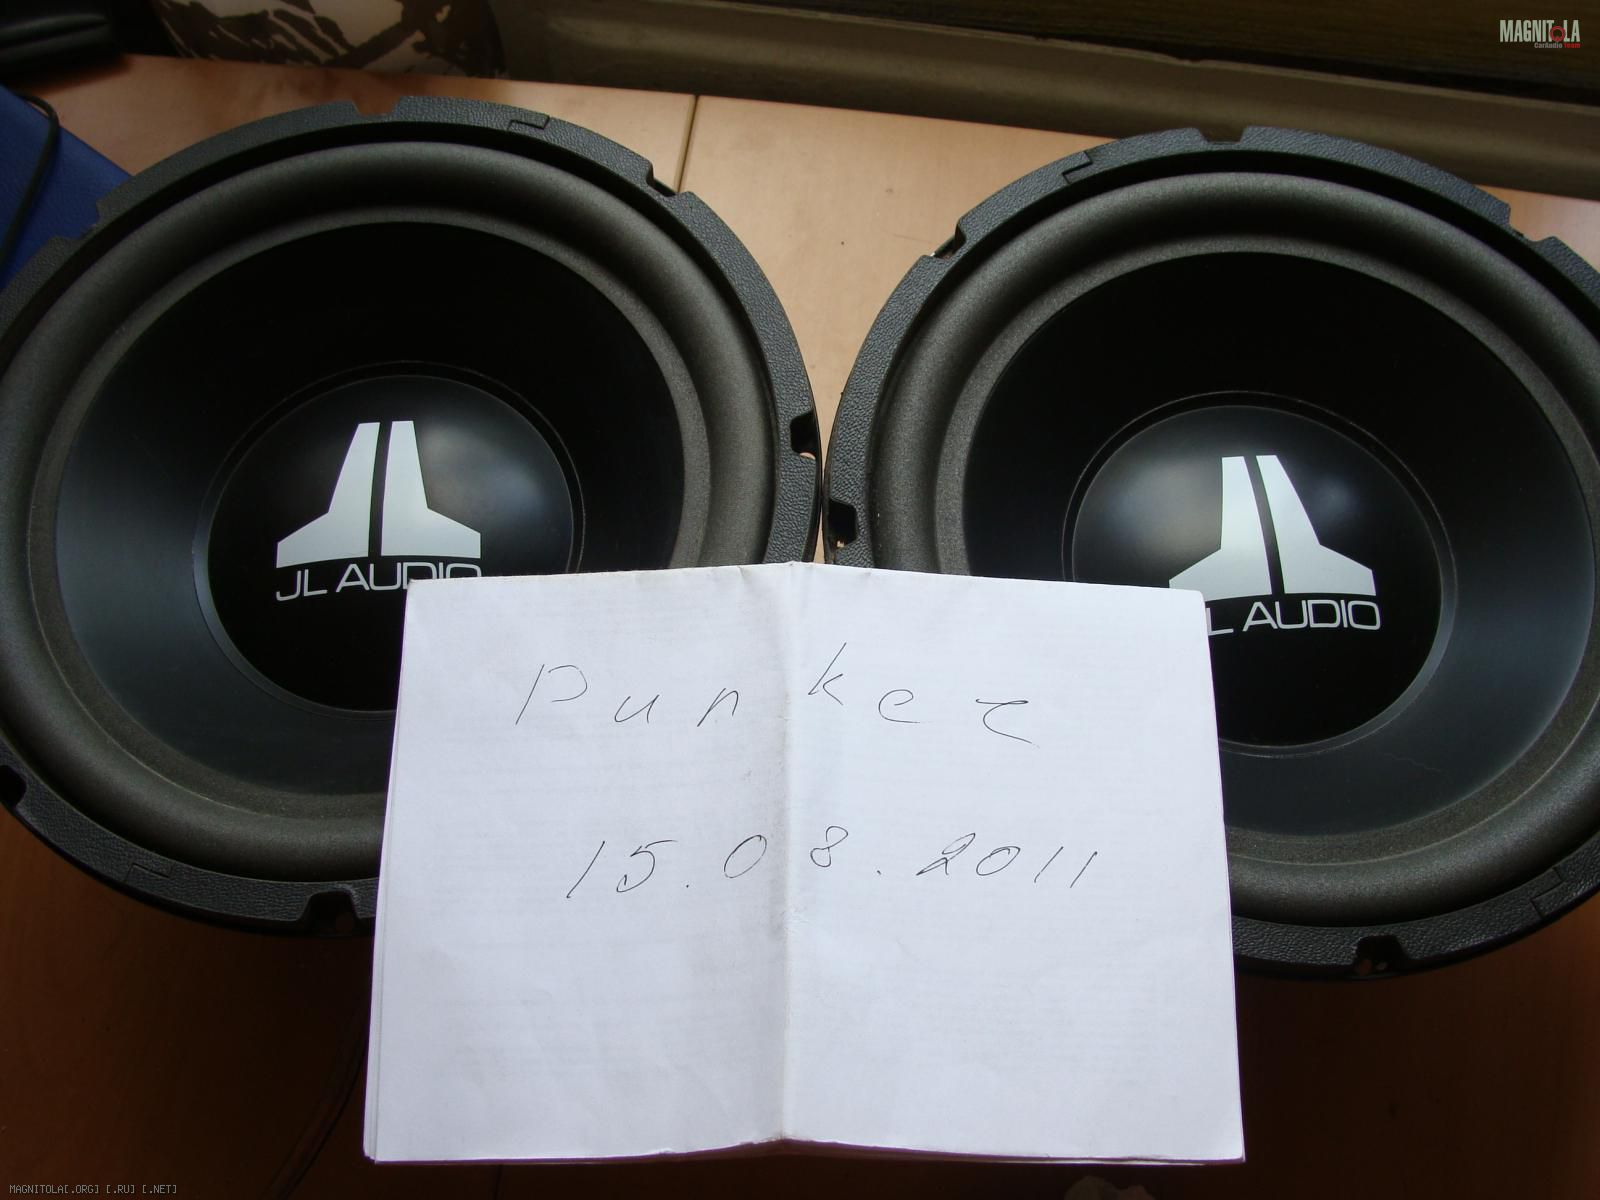 MAGNITOLA
CarAudio Team
JL AUDIO
L AUDIO
Punker
15.08.2011
MAGNITOLA[.ORG] [.RU] [.NET]